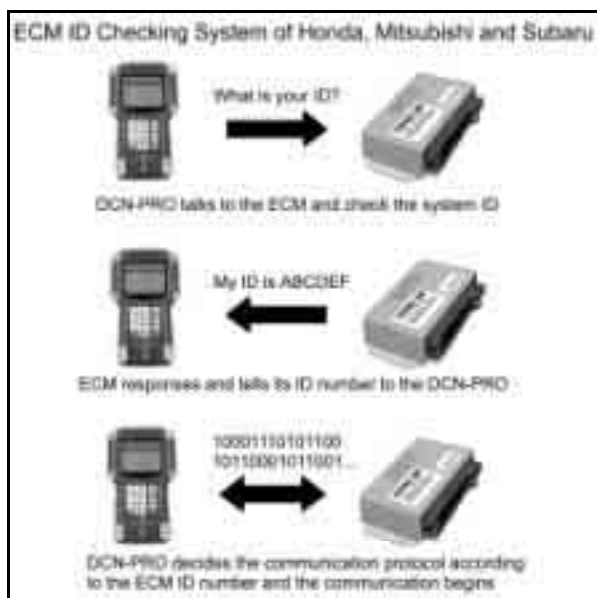 ECM ID Checking System of Honda, Mitsubishi and Subaru
What is your ID?
DCN-PRO talks to the ECM and check the system ID
My ID is ABCDEF
ECM responses and tells its ID number to the DCN-PRO
10001110101100
10110001011001...
DCN-PRO decides the communication protocol according
to the ECM ID number and the communication begins